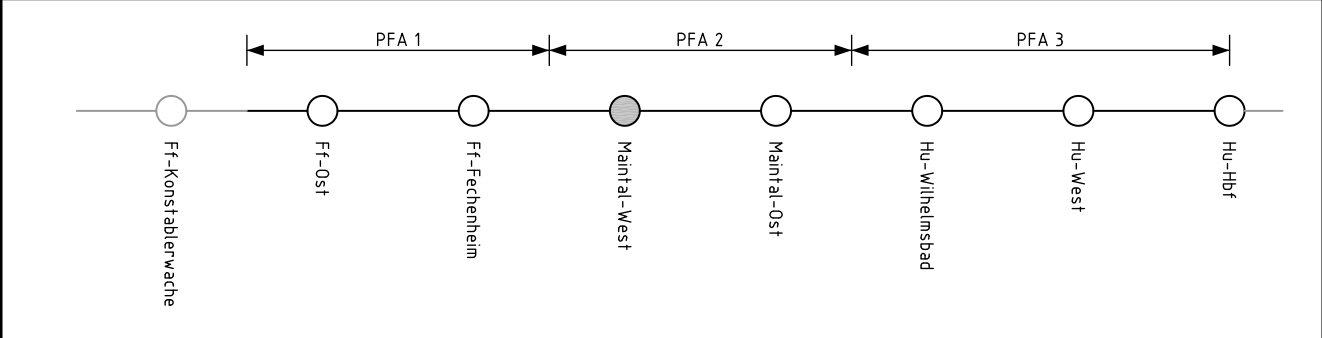 PFA 1
PFA 2
PFA 3
Ff-Konstablerwache
Ff-Ost
Ff-Fechenheim
Maintal-West
Maintal-Ost
Hu-Wilhelmsbad
Hu-West
Hu-Hbf